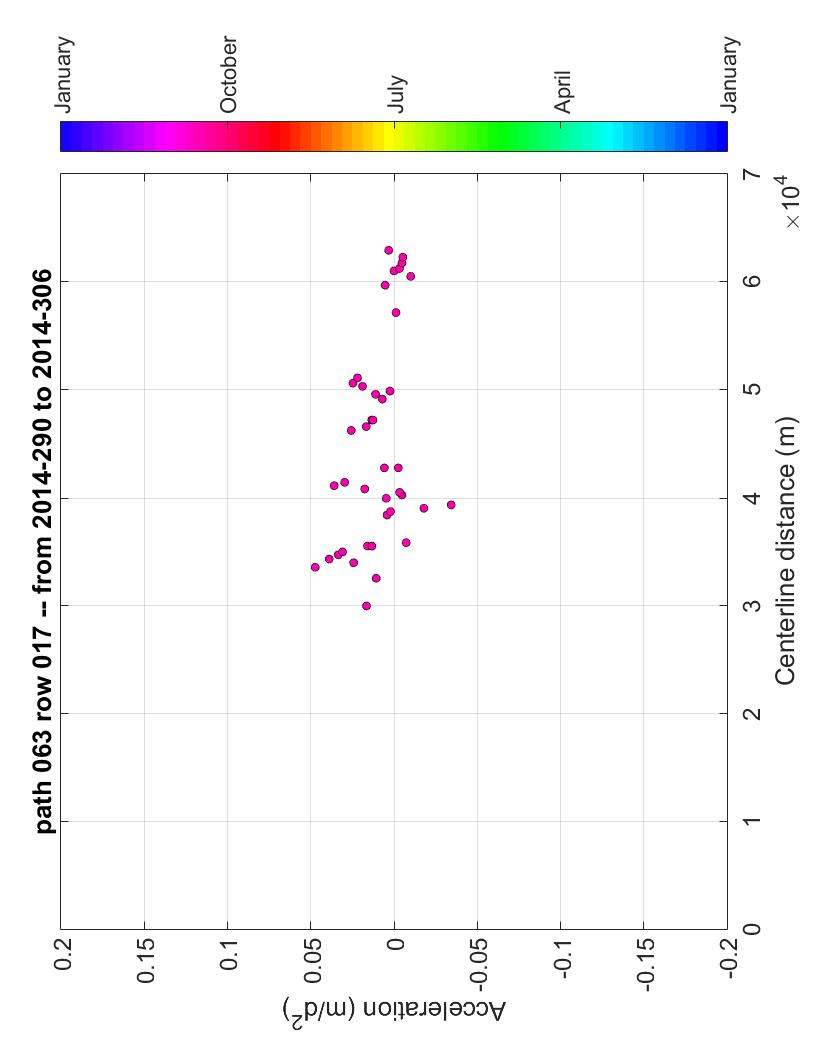 path 063 row 017 -- from 2014-290 to 2014-306
0.2
0.15
0.1
0.05
0
-0.05
-0.1
-0.15
-0.2
Acceleration (m/d²)
0
1
2
3
4
5
6
7
×10⁴
Centerline distance (m)
January
October
July
April
January